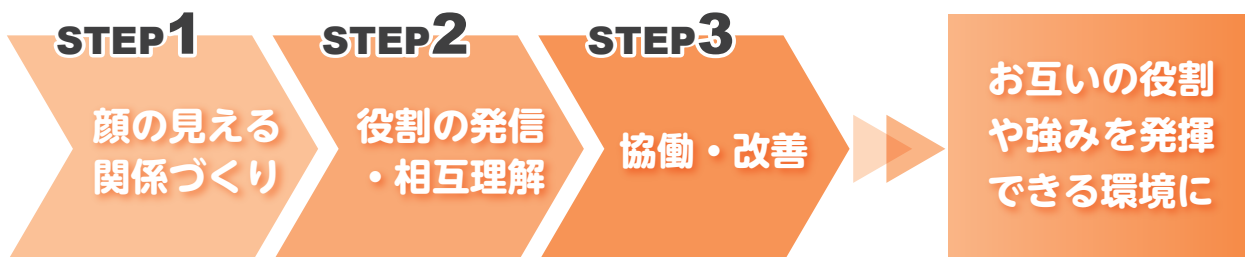 STEP1
顔の見える
関係づくり
STEP2
役割の発信
・相互理解
STEP3
協働・改善
お互いの役割
や強みを発揮
できる環境に